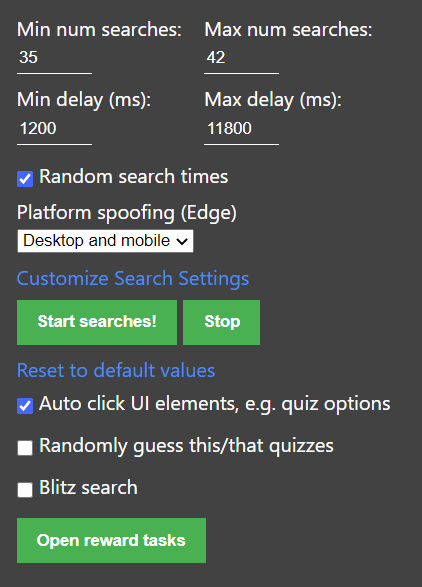 Min num searches: Max num searches:
35 42
Min delay (ms): Max delay (ms):
1200 11800
Random search times
Platform spoofing (Edge)
Desktop and mobile
Customize Search Settings
Start searches! Stop
Reset to default values
Auto click UI elements, e.g. quiz options
Randomly guess this/that quizzes
Blitz search
Open reward tasks